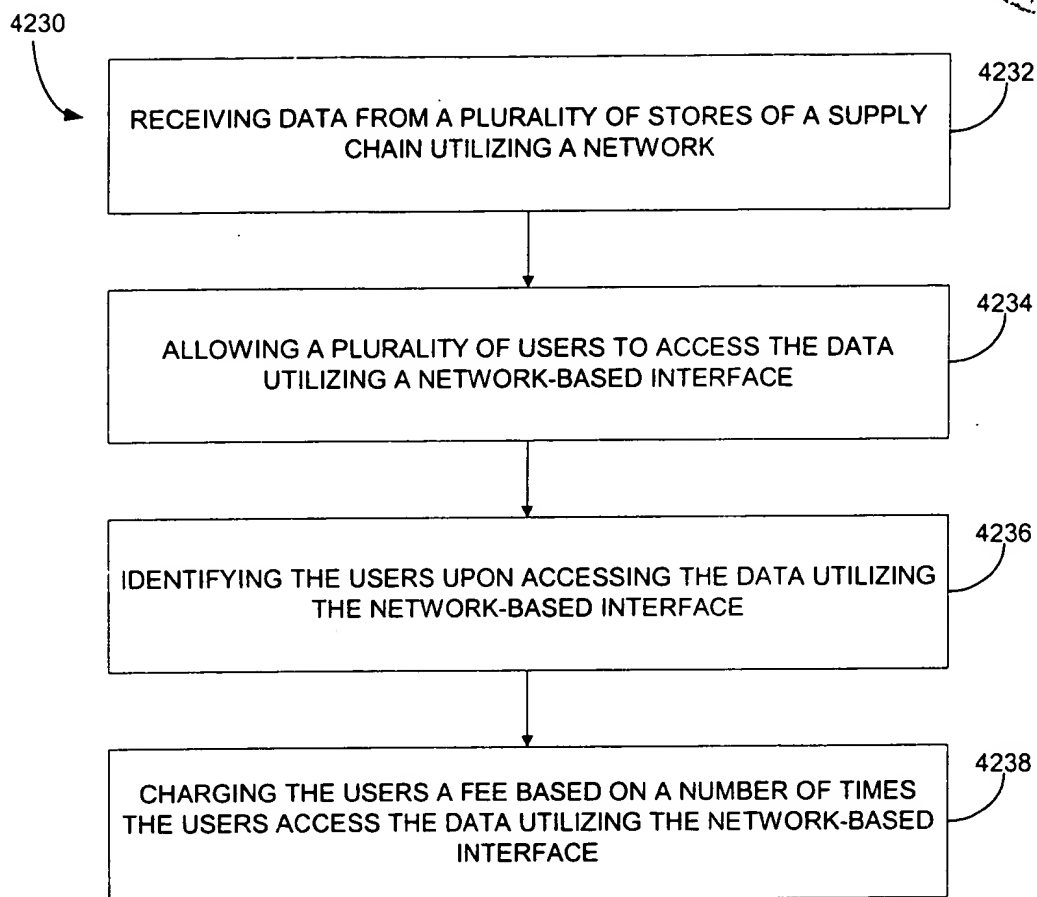 4230
4232
RECEIVING DATA FROM A PLURALITY OF STORES OF A SUPPLY
CHAIN UTILIZING A NETWORK
4234
ALLOWING A PLURALITY OF USERS TO ACCESS THE DATA
UTILIZING A NETWORK-BASED INTERFACE
4236
IDENTIFYING THE USERS UPON ACCESSING THE DATA UTILIZING
THE NETWORK-BASED INTERFACE
4238
CHARGING THE USERS A FEE BASED ON A NUMBER OF TIMES
THE USERS ACCESS THE DATA UTILIZING THE NETWORK-BASED
INTERFACE